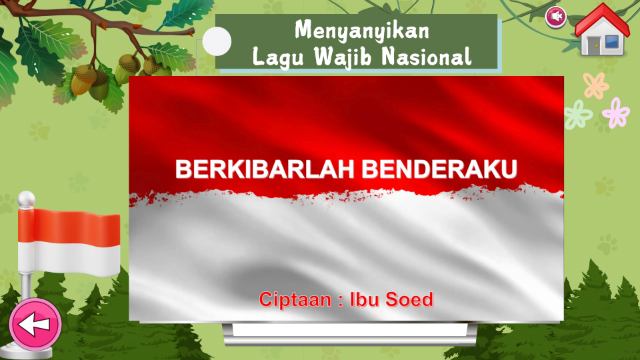 Menyanyikan
Lagu Wajib Nasional
BERKIBARLAH BENDERAKU
Ciptaan : Ibu Soed